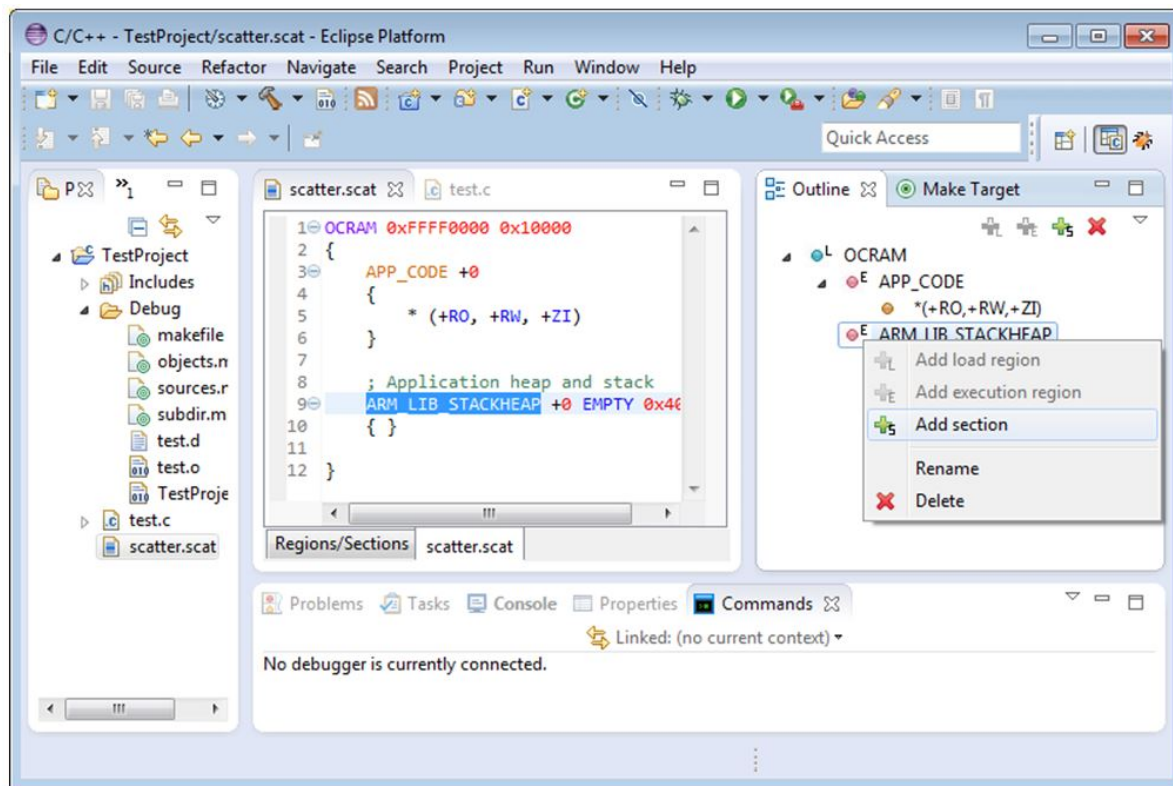 C/C++ - TestProject/scatter.scat - Eclipse Platform
File Edit Source Refactor Navigate Search Project Run Window Help
Quick Access
P
»1
TestProject
Includes
Debug
makefile
objects.m
sources.r
subdir.m
test.d
test.o
TestProje
test.c
scatter.scat
scatter.scat test.c
1 OCRAM 0xFFFF0000 0x10000
2 {
3 APP_CODE +0
4 {
5 * (+RO, +RW, +ZI)
6 }
7
8 ; Application heap and stack
9 ARM_LIB_STACKHEAP +0 EMPTY 0x40
10 { }
11
12 }
Regions/Sections scatter.scat
Outline Make Target
L OCRAM
E APP_CODE
*(+RO,+RW,+ZI)
E ARM_LIB_STACKHEAP
Add load region
Add execution region
Add section
Rename
Delete
Problems Tasks Console Properties Commands
Linked: (no current context)
No debugger is currently connected.